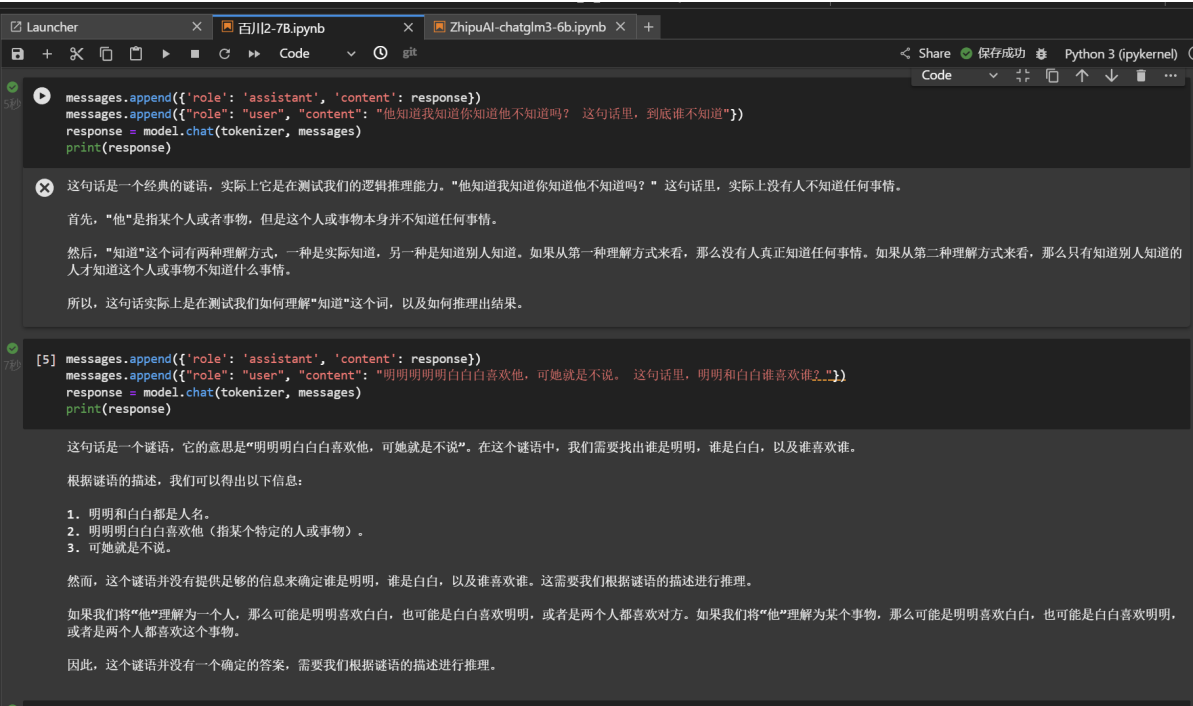 Launcher
百川2-7B.ipynb
ZhipuAI-chatglm3-6b.ipynb
Code
git
Share
保存成功
Python 3 (ipykernel)
Code
5秒
messages.append({'role': 'assistant', 'content': response})
messages.append({"role": "user", "content": "他知道我知道你知道他不知道吗？ 这句话里，到底谁不知道"})
response = model.chat(tokenizer, messages)
print(response)
这句话是一个经典的谜语，实际上它是在测试我们的逻辑推理能力。"他知道我知道你知道他不知道吗？" 这句话里，实际上没有人不知道任何事情。
首先，"他"是指某个人或者事物，但是这个人或事物本身并不知道任何事情。
然后，"知道"这个词有两种理解方式，一种是实际知道，另一种是知道别人知道。如果从第一种理解方式来看，那么没有人真正知道任何事情。如果从第二种理解方式来看，那么只有知道别人知道的
人才知道这个人或事物不知道什么事情。
所以，这句话实际上是在测试我们如何理解"知道"这个词，以及如何推理出结果。
7秒
[5] messages.append({'role': 'assistant', 'content': response})
messages.append({"role": "user", "content": "明明明明明白白白喜欢他，可她就是不说。 这句话里，明明和白白谁喜欢谁？"})
response = model.chat(tokenizer, messages)
print(response)
这句话是一个谜语，它的意思是“明明明白白白喜欢他，可她就是不说”。在这个谜语中，我们需要找出谁是明明，谁是白白，以及谁喜欢谁。
根据谜语的描述，我们可以得出以下信息：
1. 明明和白白都是人名。
2. 明明明白白白喜欢他（指某个特定的人或事物）。
3. 可她就是不说。
然而，这个谜语并没有提供足够的信息来确定谁是明明，谁是白白，以及谁喜欢谁。这需要我们根据谜语的描述进行推理。
如果我们将“他”理解为一个人，那么可能是明明喜欢白白，也可能是白白喜欢明明，或者是两个人都喜欢对方。如果我们将“他”理解为某个事物，那么可能是明明喜欢白白，也可能是白白喜欢明明，
或者是两个人都喜欢这个事物。
因此，这个谜语并没有一个确定的答案，需要我们根据谜语的描述进行推理。